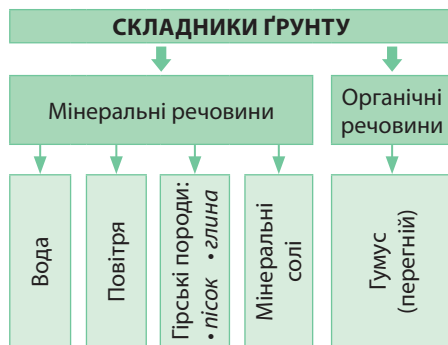 СКЛАДНИКИ ҐРУНТУ
Мінеральні речовини
Органічні
речовини
Вода
Повітря
Гірські породи:
• пісок • глина
Мінеральні
солі
Гумус
(перегній)